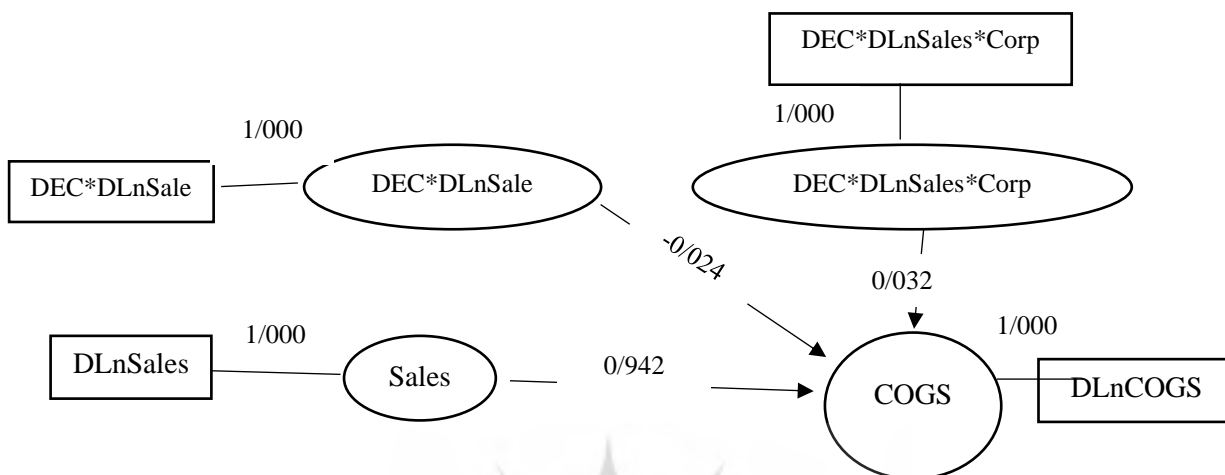 DEC*DLnSales*Corp
1/000
1/000
DEC*DLnSale
DEC*DLnSale
DEC*DLnSales*Corp
-0/024
0/032
1/000
1/000
DLnSales
Sales
0/942
COGS
DLnCOGS